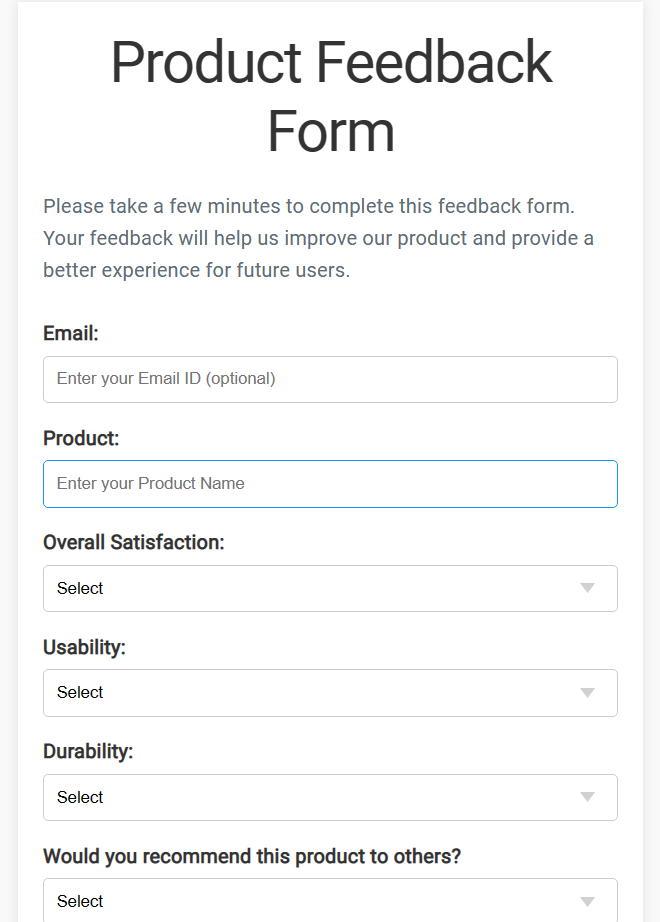 Product Feedback
Form
Please take a few minutes to complete this feedback form.
Your feedback will help us improve our product and provide a
better experience for future users.
Email:
Enter your Email ID (optional)
Product:
Enter your Product Name
Overall Satisfaction:
Select
Usability:
Select
Durability:
Select
Would you recommend this product to others?
Select